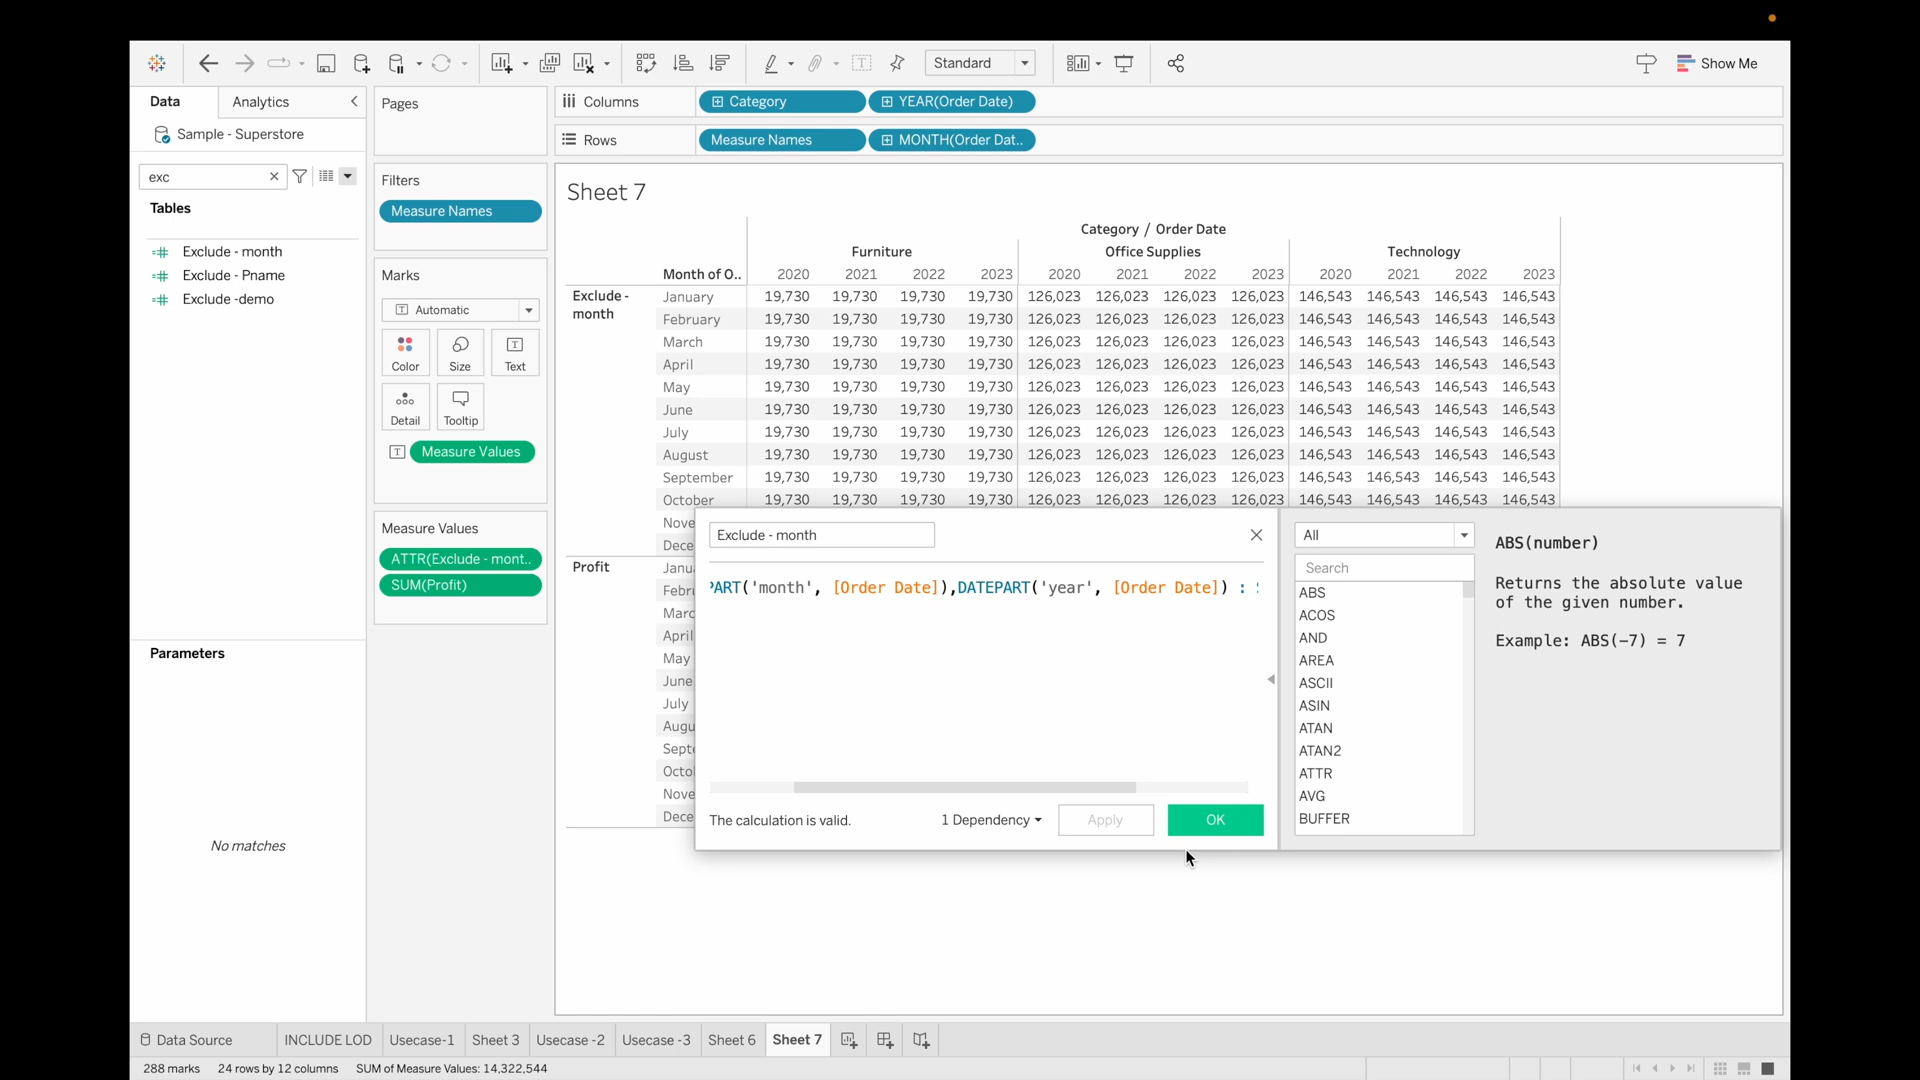 Standard
Show Me
Data
Analytics
Pages
Columns
Category
YEAR(Order Date)
Sample - Superstore
Rows
Measure Names
MONTH(Order Dat..
exc
Filters
Measure Names
Sheet 7
Tables
Exclude - month
Exclude - Pname
Exclude -demo
Marks
Automatic
Color
Size
Text
Detail
Tooltip
Measure Values
Measure Values
ATTR(Exclude - mont..
SUM(Profit)
Category / Order Date
Furniture Office Supplies Technology
Month of O.. 2020 2021 2022 2023 2020 2021 2022 2023 2020 2021 2022 2023
Exclude -
month
January 19,730 19,730 19,730 19,730 126,023 126,023 126,023 126,023 146,543 146,543 146,543 146,543
February 19,730 19,730 19,730 19,730 126,023 126,023 126,023 126,023 146,543 146,543 146,543 146,543
March 19,730 19,730 19,730 19,730 126,023 126,023 126,023 126,023 146,543 146,543 146,543 146,543
April 19,730 19,730 19,730 19,730 126,023 126,023 126,023 126,023 146,543 146,543 146,543 146,543
May 19,730 19,730 19,730 19,730 126,023 126,023 126,023 126,023 146,543 146,543 146,543 146,543
June 19,730 19,730 19,730 19,730 126,023 126,023 126,023 126,023 146,543 146,543 146,543 146,543
July 19,730 19,730 19,730 19,730 126,023 126,023 126,023 126,023 146,543 146,543 146,543 146,543
August 19,730 19,730 19,730 19,730 126,023 126,023 126,023 126,023 146,543 146,543 146,543 146,543
September 19,730 19,730 19,730 19,730 126,023 126,023 126,023 126,023 146,543 146,543 146,543 146,543
October 19,730 19,730 19,730 19,730 126,023 126,023 126,023 126,023 146,543 146,543 146,543 146,543
Nove
Dece
Profit
Janu
Febru
Marc
April
May
June
July
Augu
Sept
Octo
Nove
Dece
Exclude - month
PART('month', [Order Date]),DATEPART('year', [Order Date]) :
The calculation is valid.
1 Dependency
Apply
OK
All
Search
ABS
ACOS
AND
AREA
ASCII
ASIN
ATAN
ATAN2
ATTR
AVG
BUFFER
ABS(number)
Returns the absolute value
of the given number.
Example: ABS(-7) = 7
Parameters
No matches
Data Source
INCLUDE LOD
Usecase-1
Sheet 3
Usecase -2
Usecase -3
Sheet 6
Sheet 7
288 marks
24 rows by 12 columns
SUM of Measure Values: 14,322,544